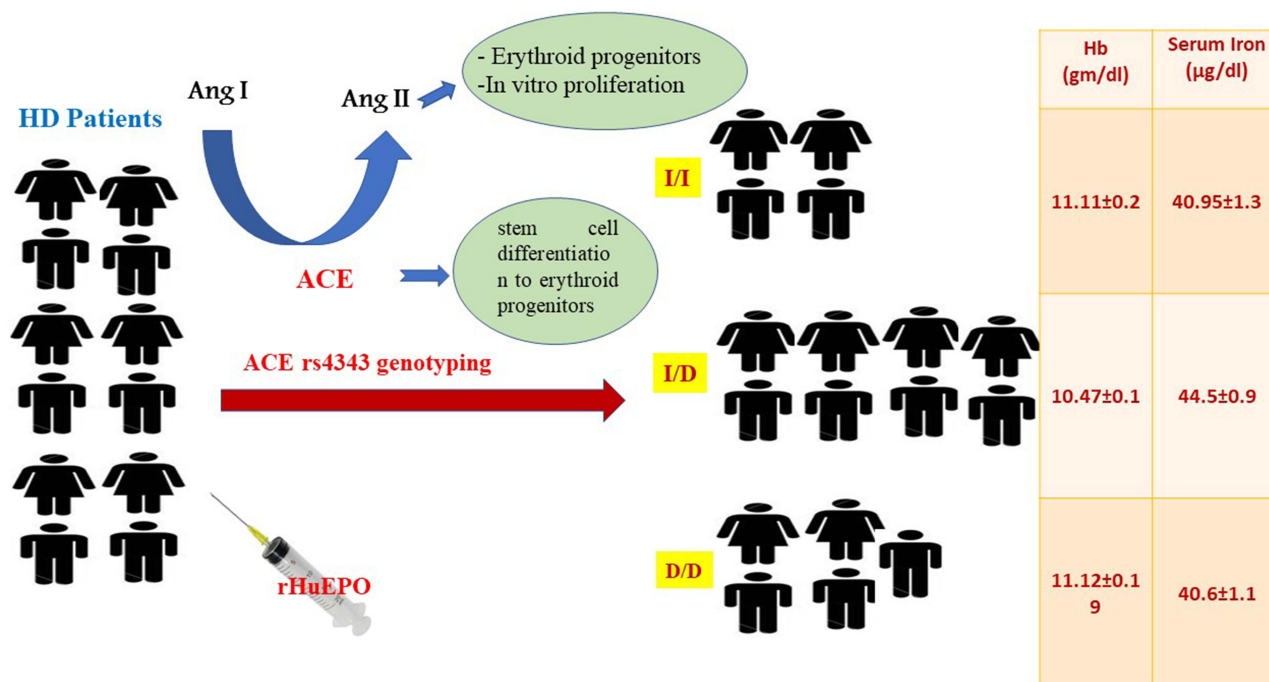 HD Patients
Ang I
Ang II
- Erythroid progenitors
-In vitro proliferation
ACE
stem cell
differentiatio
n to erythroid
progenitors
ACE rs4343 genotyping
rHuEPO
I/I
I/D
D/D
Hb
(gm/dl)
Serum Iron
(µg/dl)
11.11±0.2
40.95±1.3
10.47±0.1
44.5±0.9
11.12±0.1
9
40.6±1.1